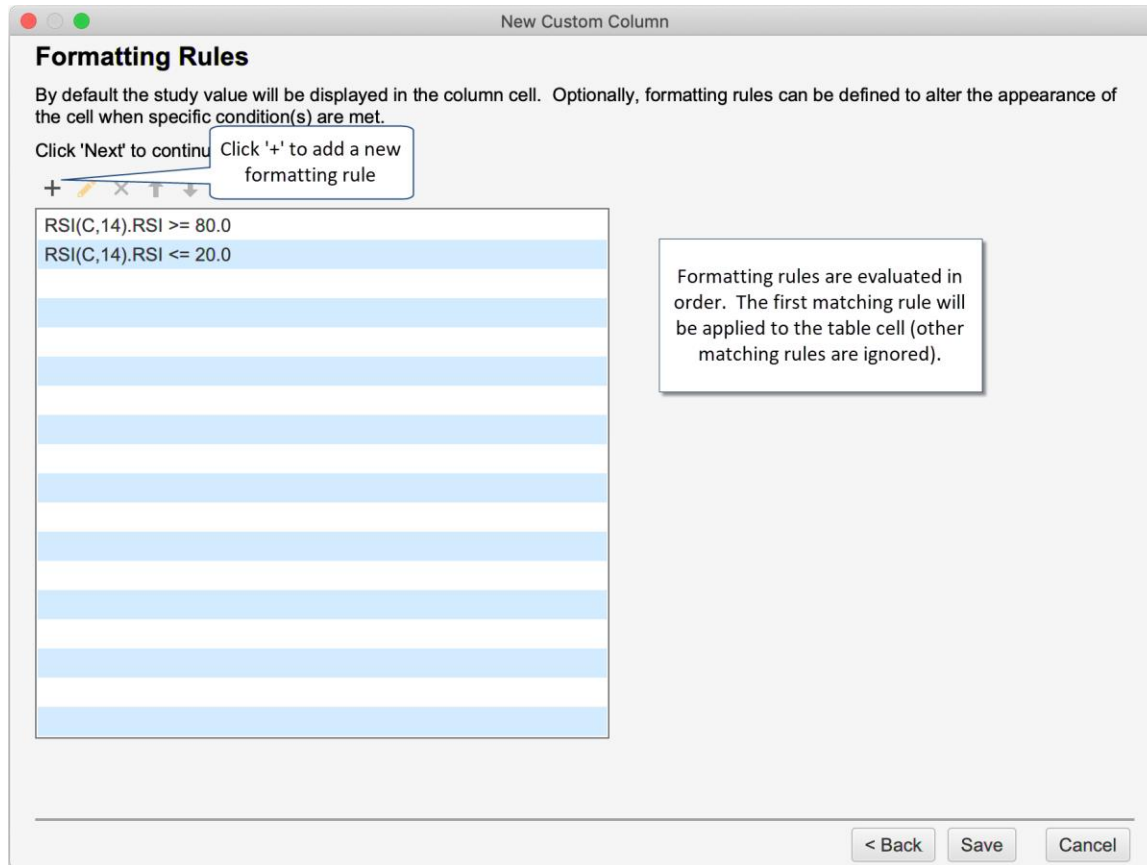 New Custom Column
Formatting Rules
By default the study value will be displayed in the column cell.  Optionally, formatting rules can be defined to alter the appearance of
the cell when specific condition(s) are met.
Click 'Next' to continu
Click '+' to add a new
formatting rule
RSI(C,14).RSI >= 80.0
RSI(C,14).RSI <= 20.0
Formatting rules are evaluated in
order.  The first matching rule will
be applied to the table cell (other
matching rules are ignored).
< Back
Save
Cancel